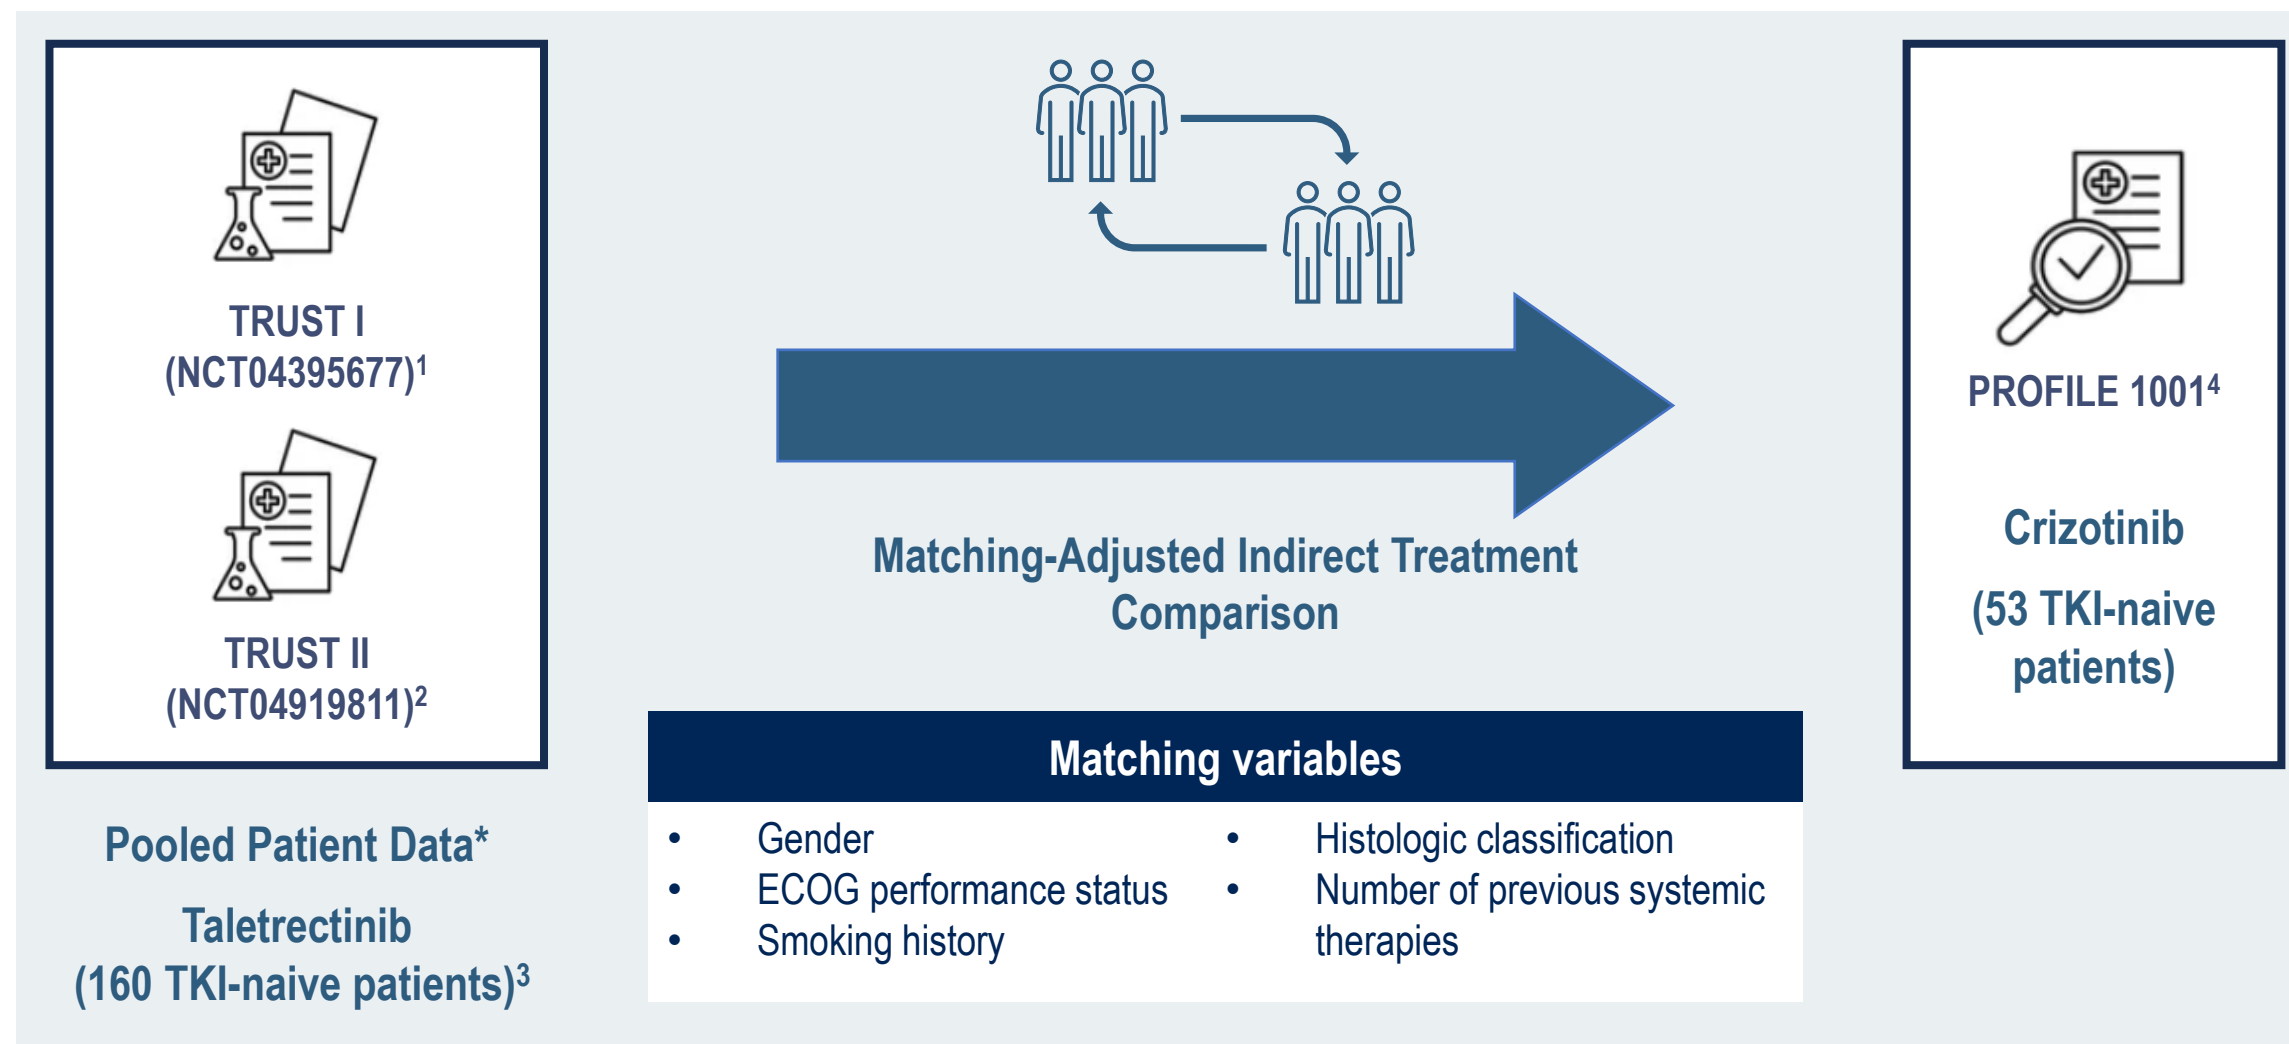 TRUST I
(NCT04395677)¹
TRUST II
(NCT04919811)²
Pooled Patient Data*
Taletrectinib
(160 TKI-naive patients)³
Matching-Adjusted Indirect Treatment
Comparison
Matching variables
• Gender
• ECOG performance status
• Smoking history
• Histologic classification
• Number of previous systemic
therapies
PROFILE 1001⁴
Crizotinib
(53 TKI-naive
patients)